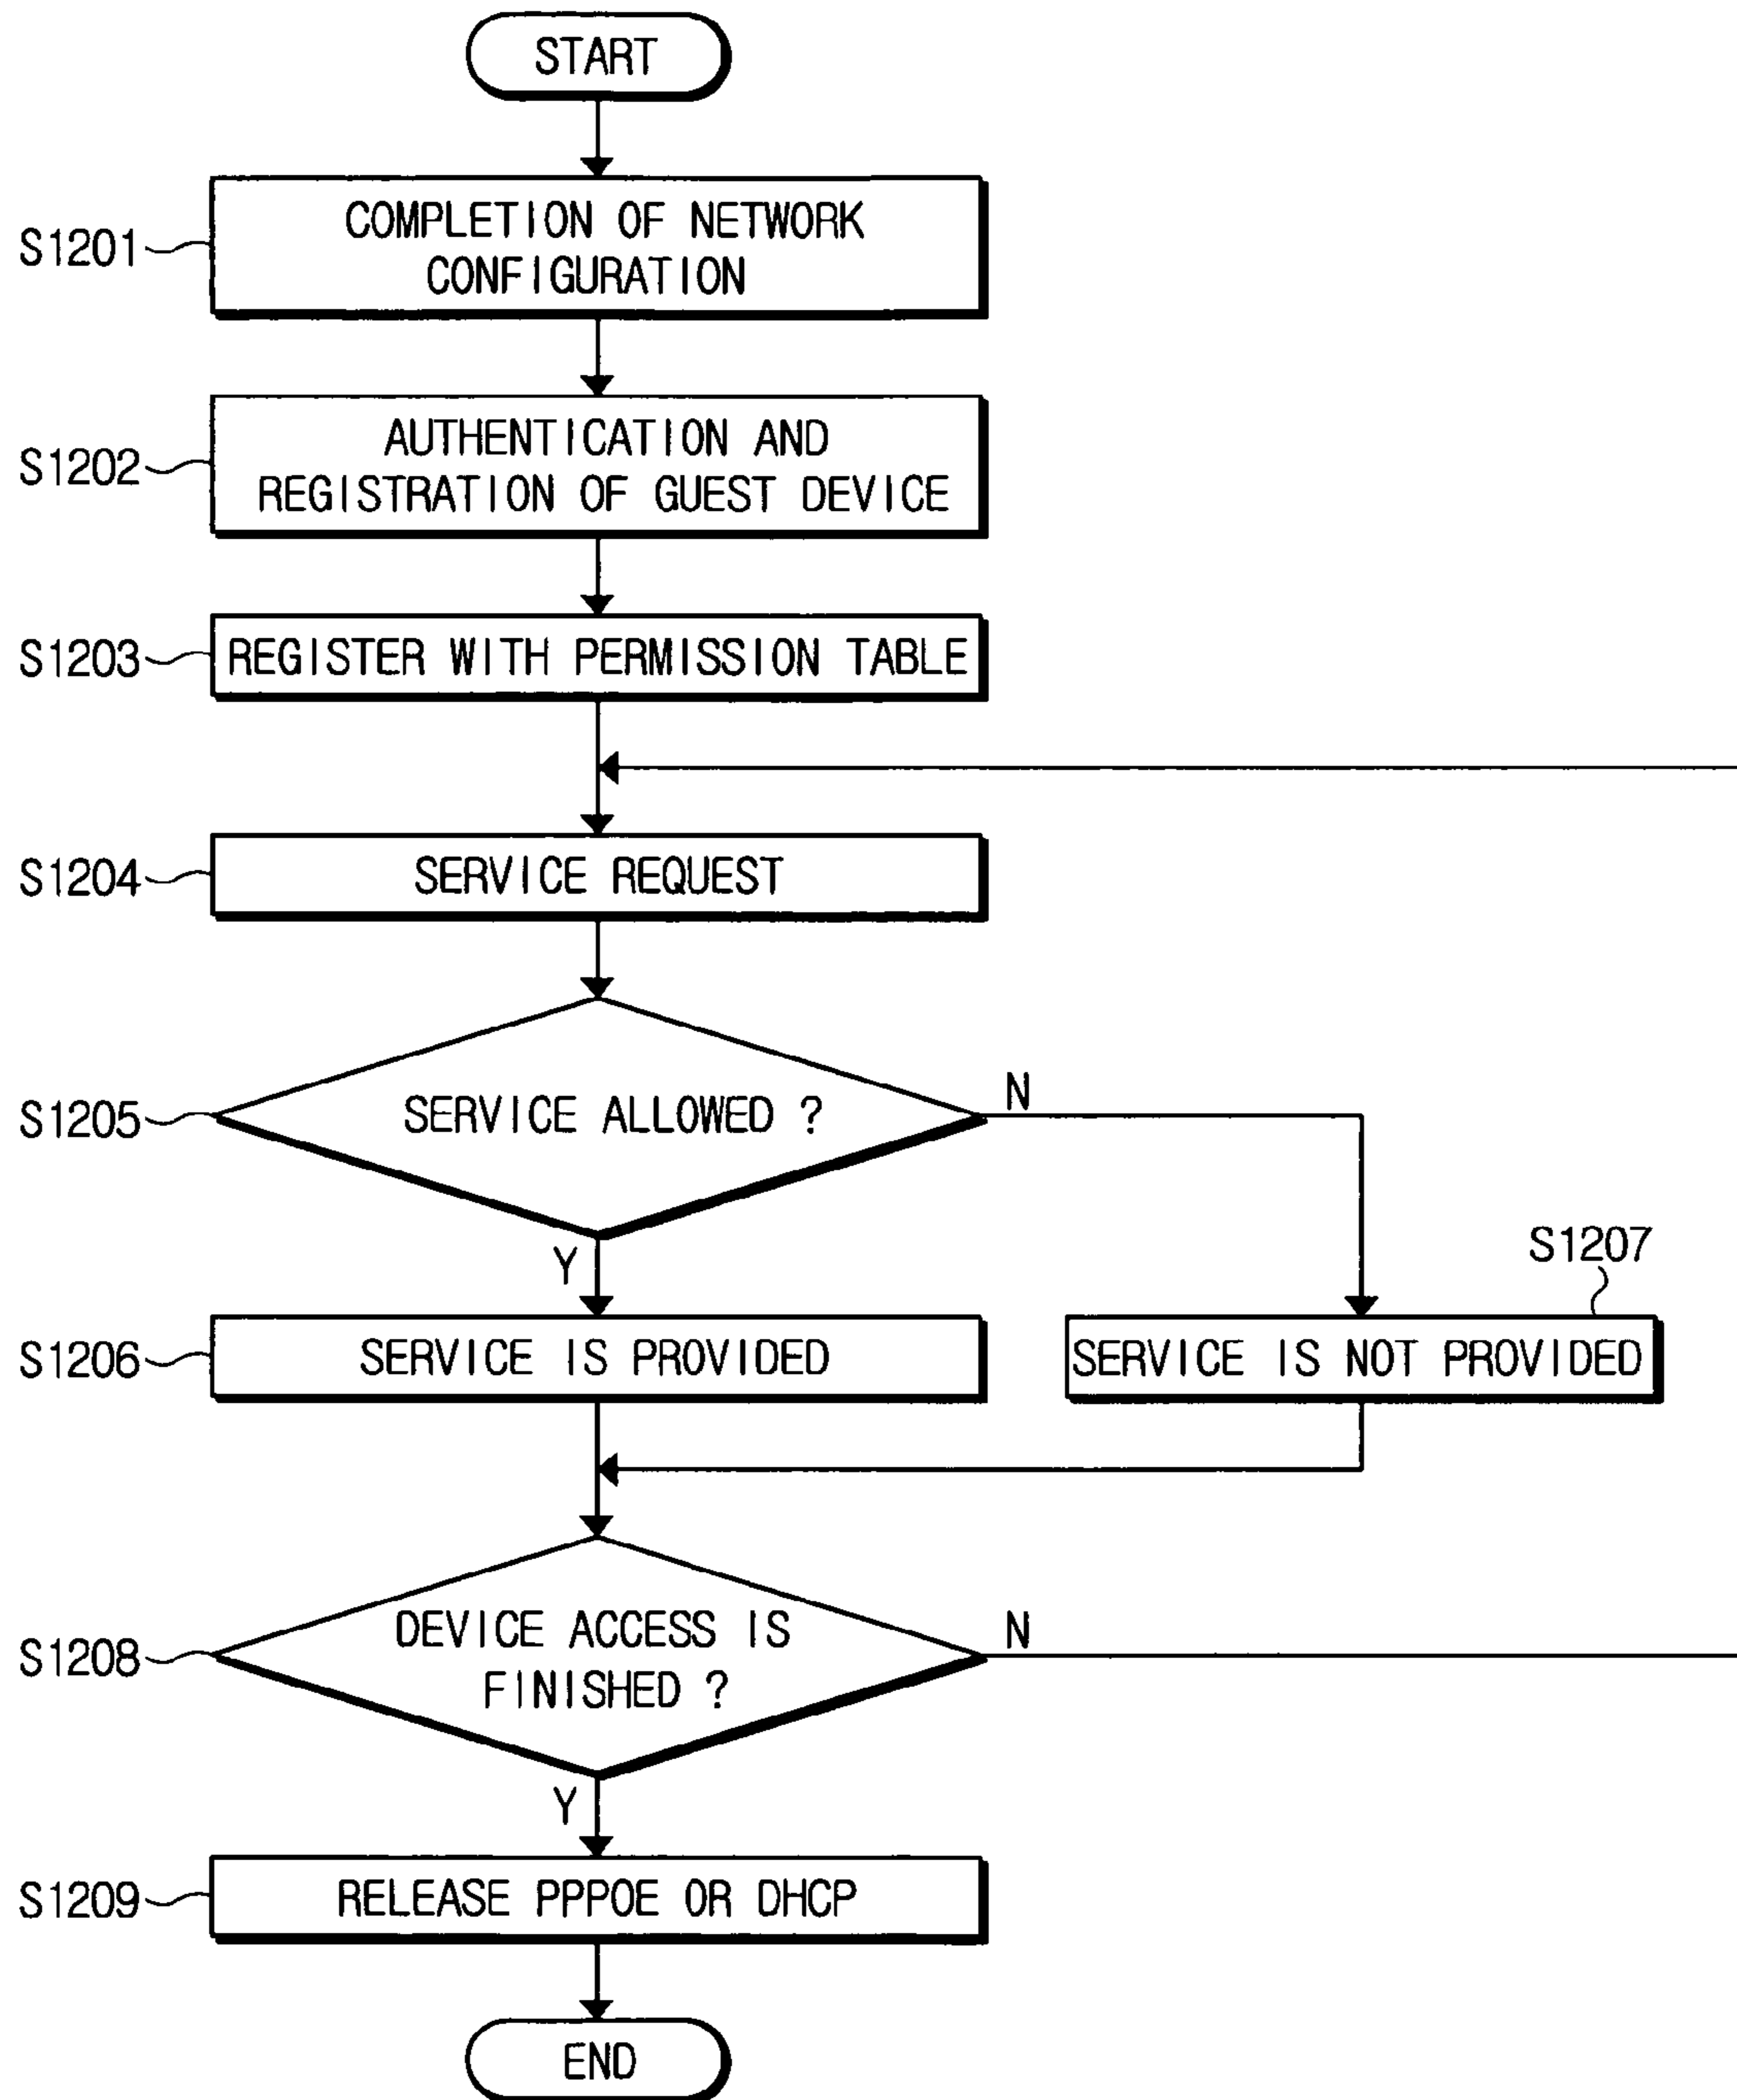 START
S1201
COMPLETION OF NETWORK
CONFIGURATION
S1202
AUTHENTICATION AND
REGISTRATION OF GUEST DEVICE
S1203
REGISTER WITH PERMISSION TABLE
S1204
SERVICE REQUEST
S1205
SERVICE ALLOWED ?
N
Y
S1207
S1206
SERVICE IS PROVIDED
SERVICE IS NOT PROVIDED
S1208
DEVICE ACCESS IS
FINISHED ?
N
Y
S1209
RELEASE PPPOE OR DHCP
END